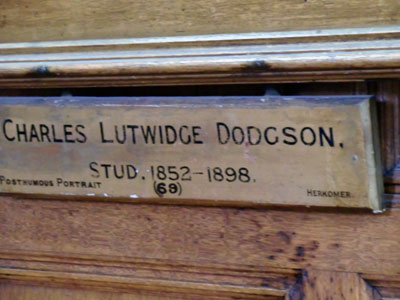 CHARLES LUTWIDGE DODGSON.
STUD. 1852-1898.
POSTHUMOUS PORTRAIT (69) HERKOMER.